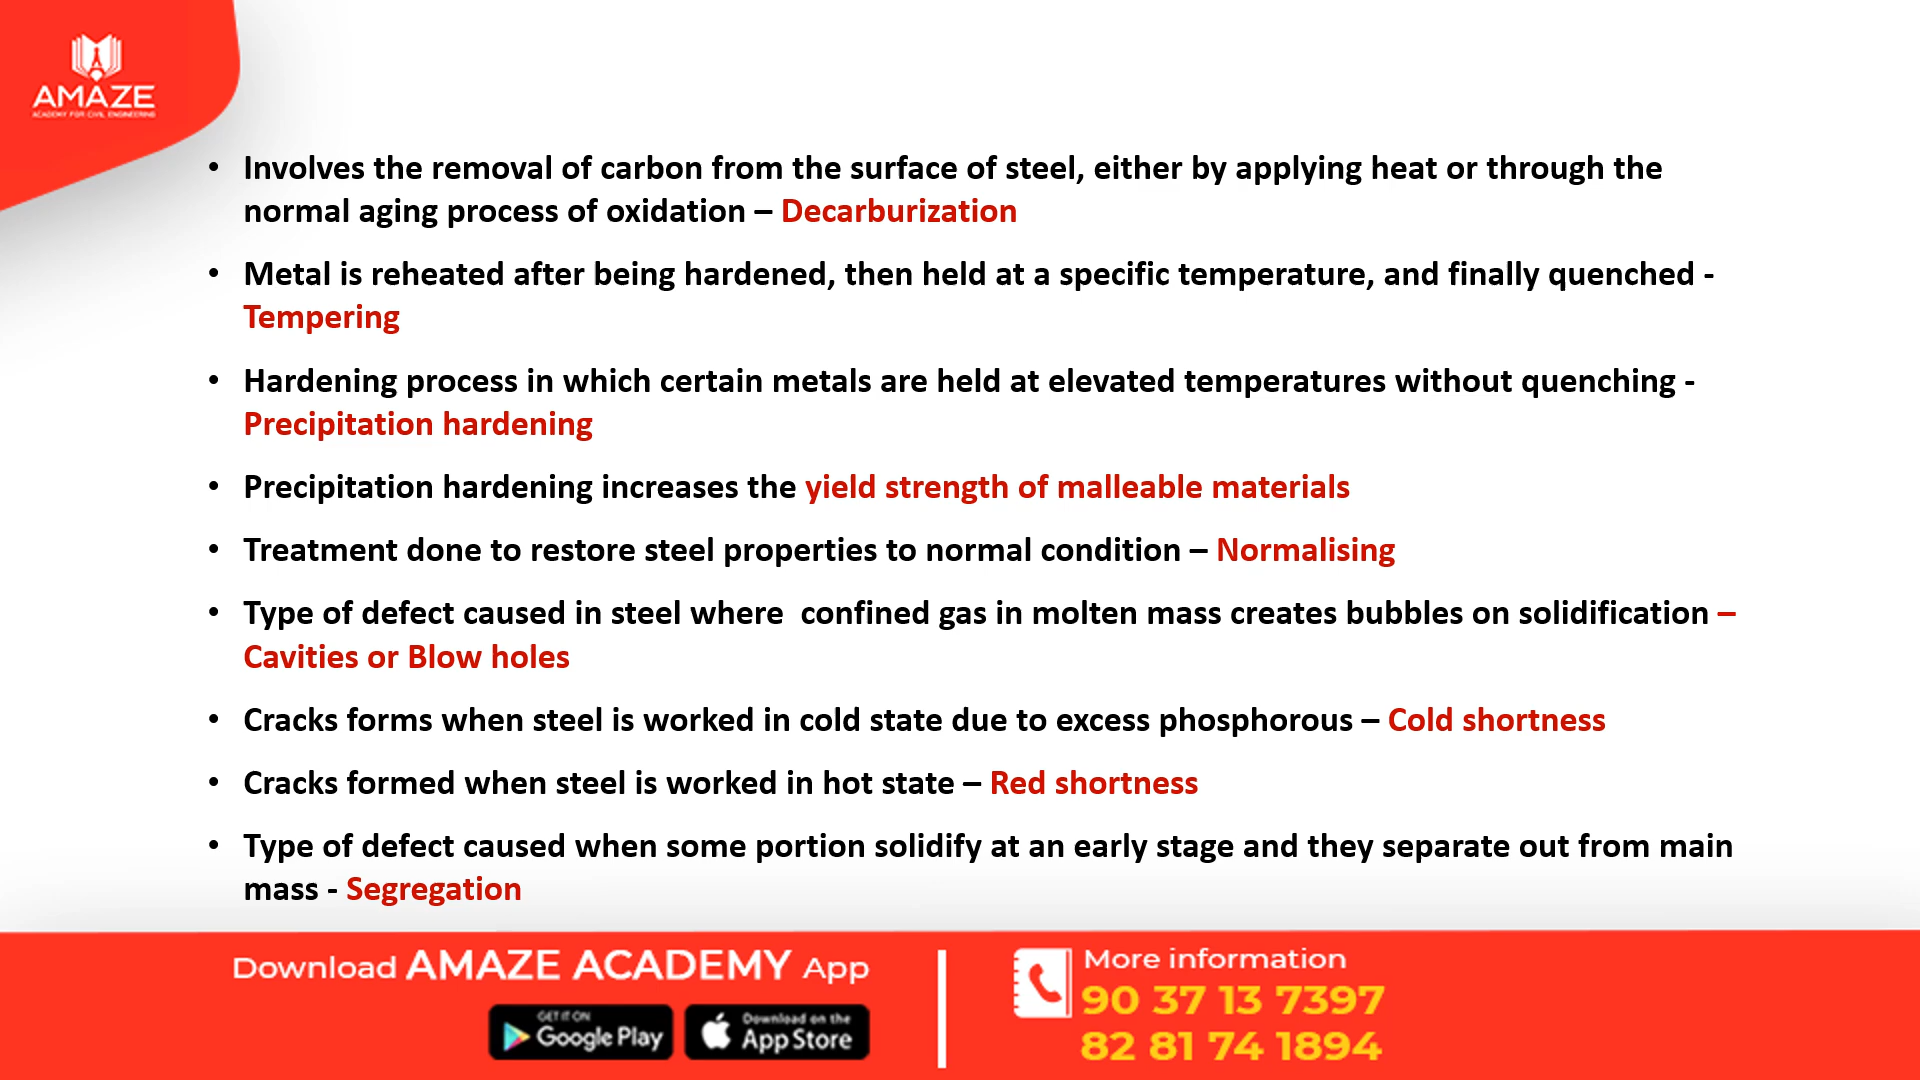 AMAZE
ACADEMY FOR CIVIL ENGINEERING
• Involves the removal of carbon from the surface of steel, either by applying heat or through the
normal aging process of oxidation – Decarburization
• Metal is reheated after being hardened, then held at a specific temperature, and finally quenched -
Tempering
• Hardening process in which certain metals are held at elevated temperatures without quenching -
Precipitation hardening
• Precipitation hardening increases the yield strength of malleable materials
• Treatment done to restore steel properties to normal condition – Normalising
• Type of defect caused in steel where  confined gas in molten mass creates bubbles on solidification –
Cavities or Blow holes
• Cracks forms when steel is worked in cold state due to excess phosphorous – Cold shortness
• Cracks formed when steel is worked in hot state – Red shortness
• Type of defect caused when some portion solidify at an early stage and they separate out from main
mass - Segregation
Download AMAZE ACADEMY App
GET IT ON
Google Play
Download on the
App Store
More information
90 37 13 7397
82 81 74 1894